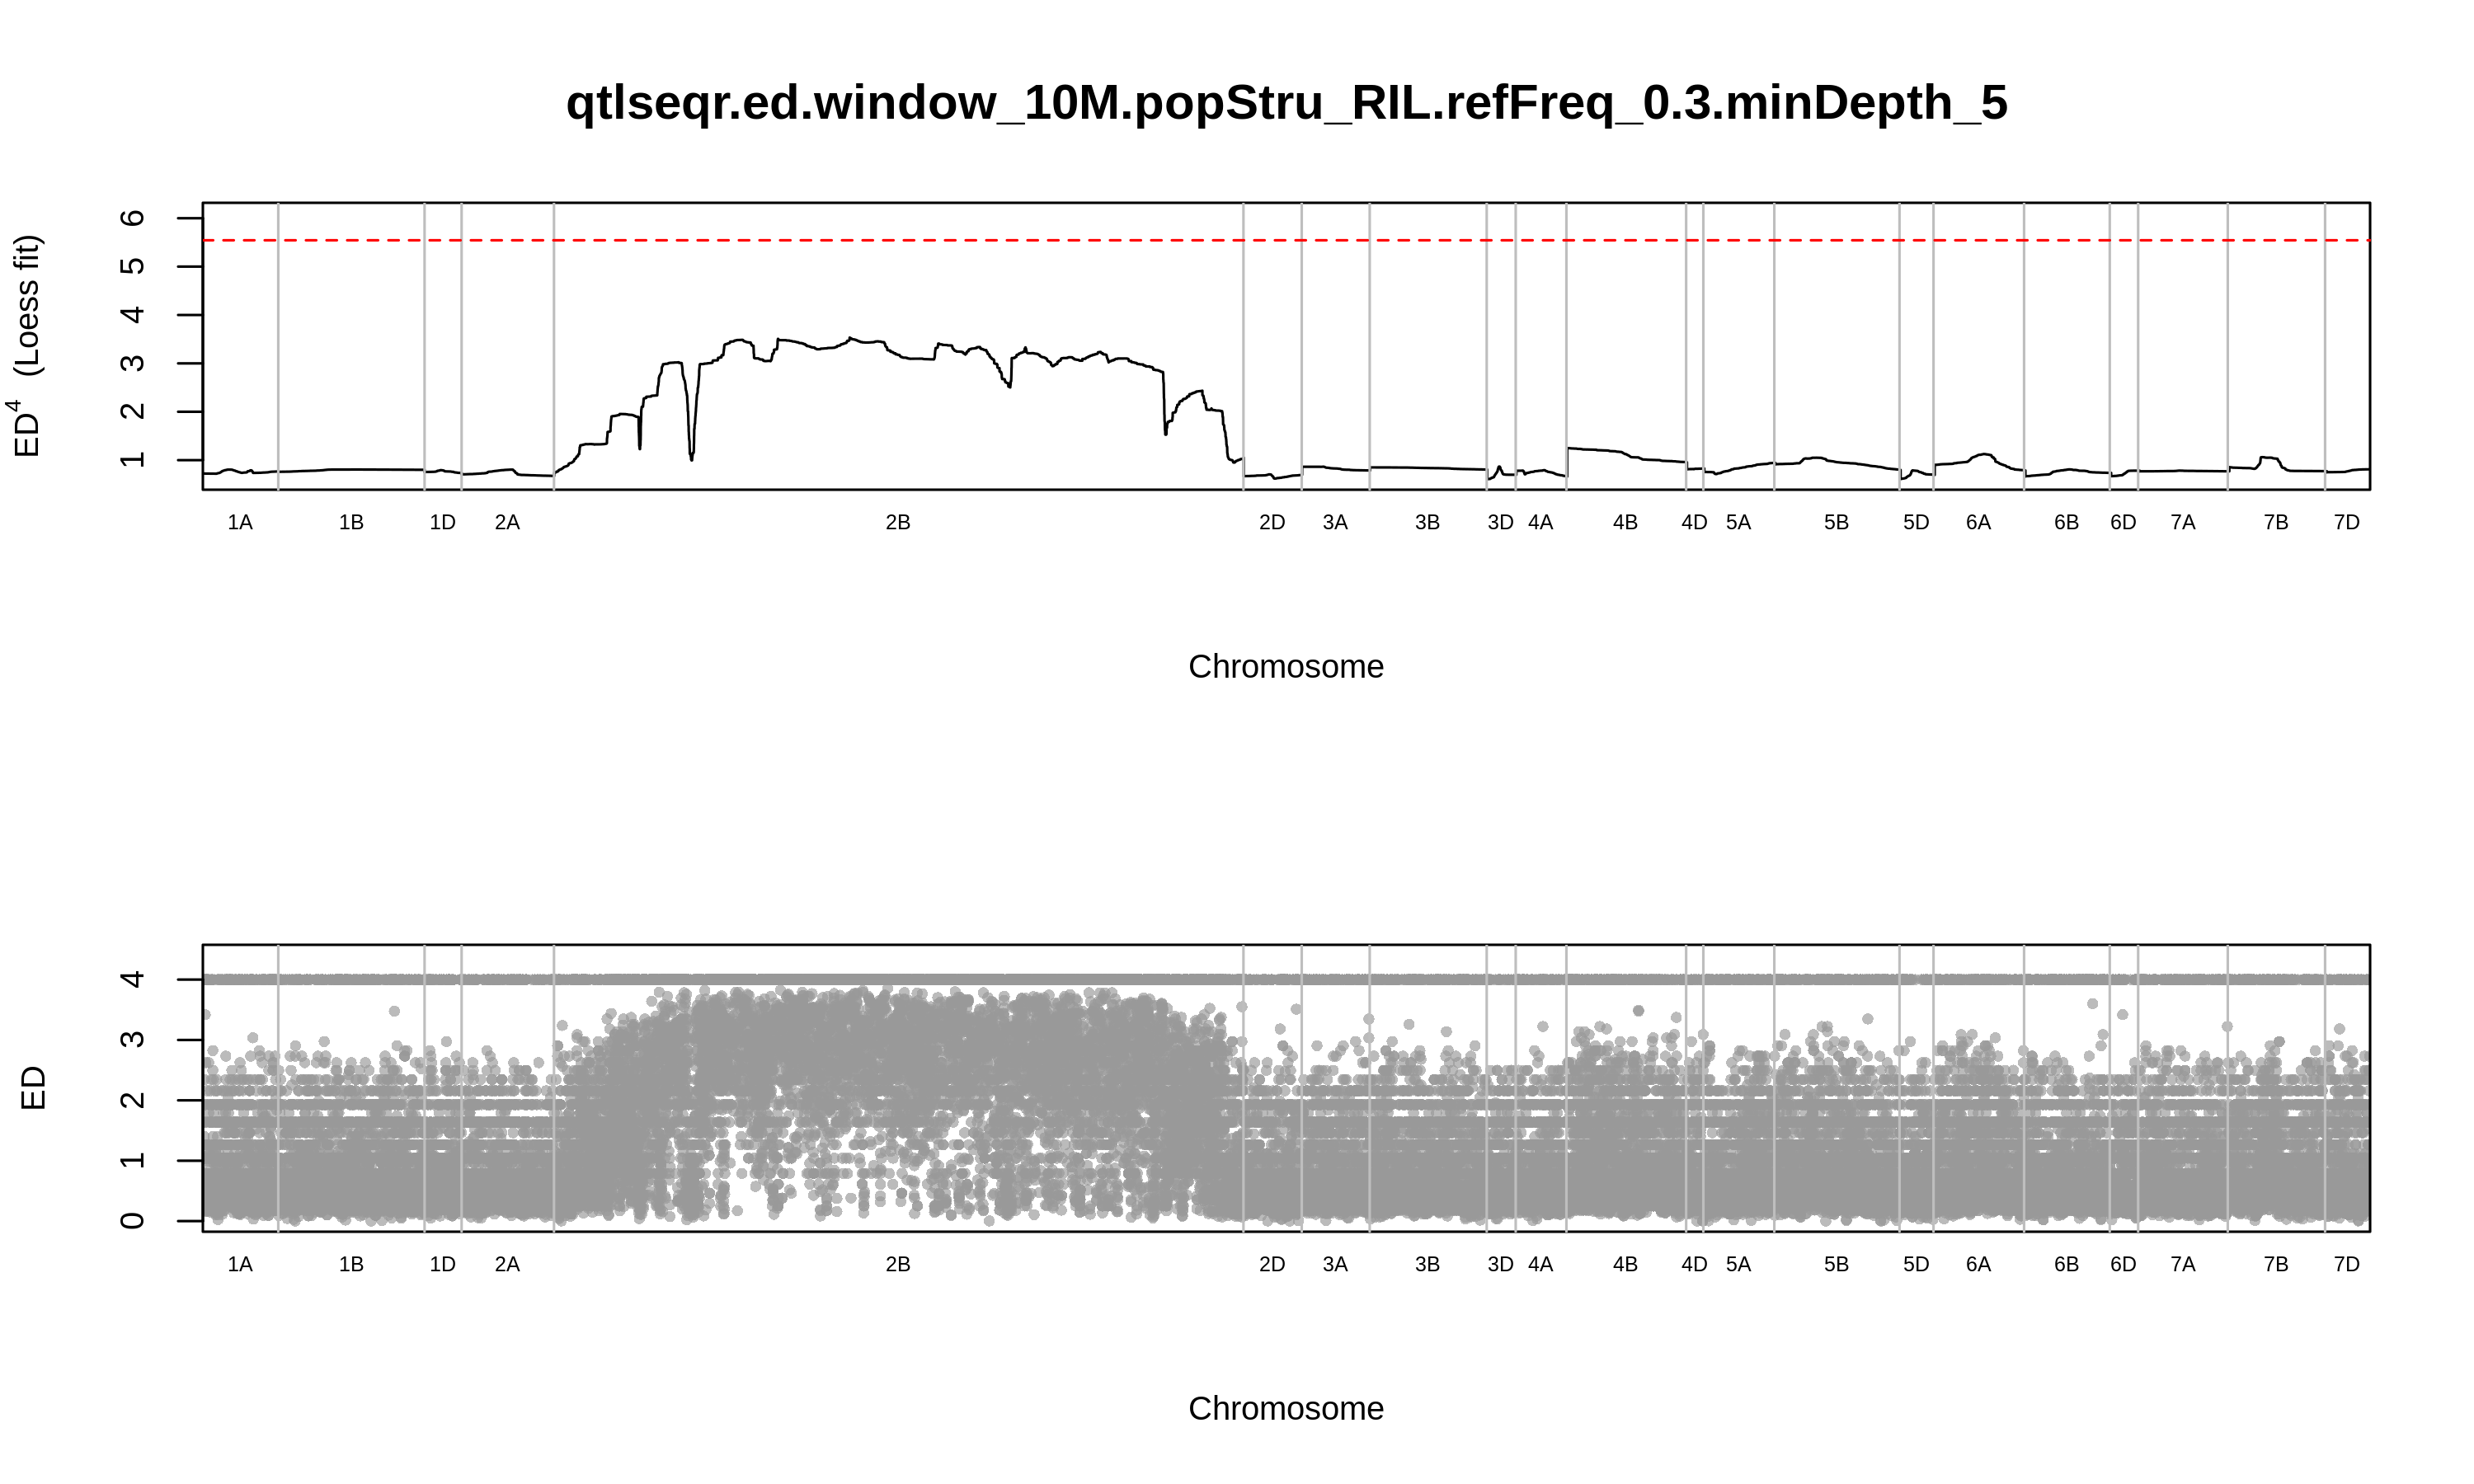 qtlseqr.ed.window_10M.popStru_RIL.refFreq_0.3.minDepth_5
ED4 (Loess fit)
6
5
4
3
2
1
1A 1B 1D 2A 2B 2D 3A 3B 3D 4A 4B 4D 5A 5B 5D 6A 6B 6D 7A 7B 7D
Chromosome
ED
4
3
2
1
0
1A 1B 1D 2A 2B 2D 3A 3B 3D 4A 4B 4D 5A 5B 5D 6A 6B 6D 7A 7B 7D
Chromosome